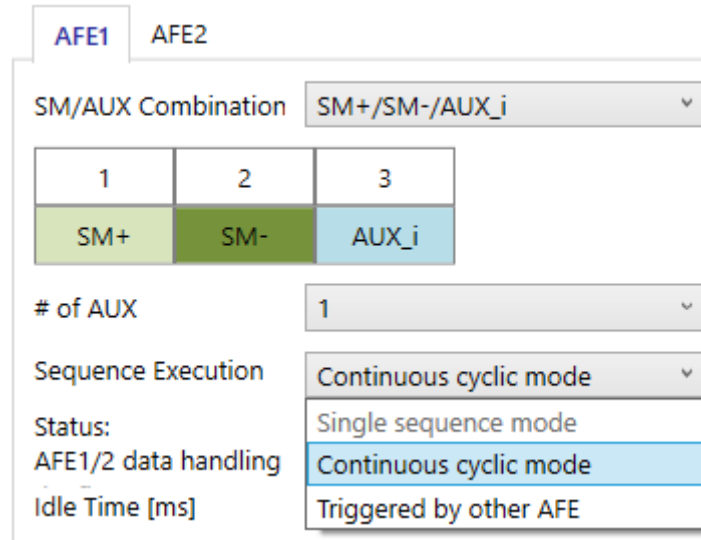 AFE1 AFE2
SM/AUX Combination SM+/SM-/AUX_i
1 2 3
SM+ SM- AUX_i
# of AUX 1
Sequence Execution Continuous cyclic mode
Single sequence mode
Status:
AFE1/2 data handling Continuous cyclic mode
Idle Time [ms] Triggered by other AFE